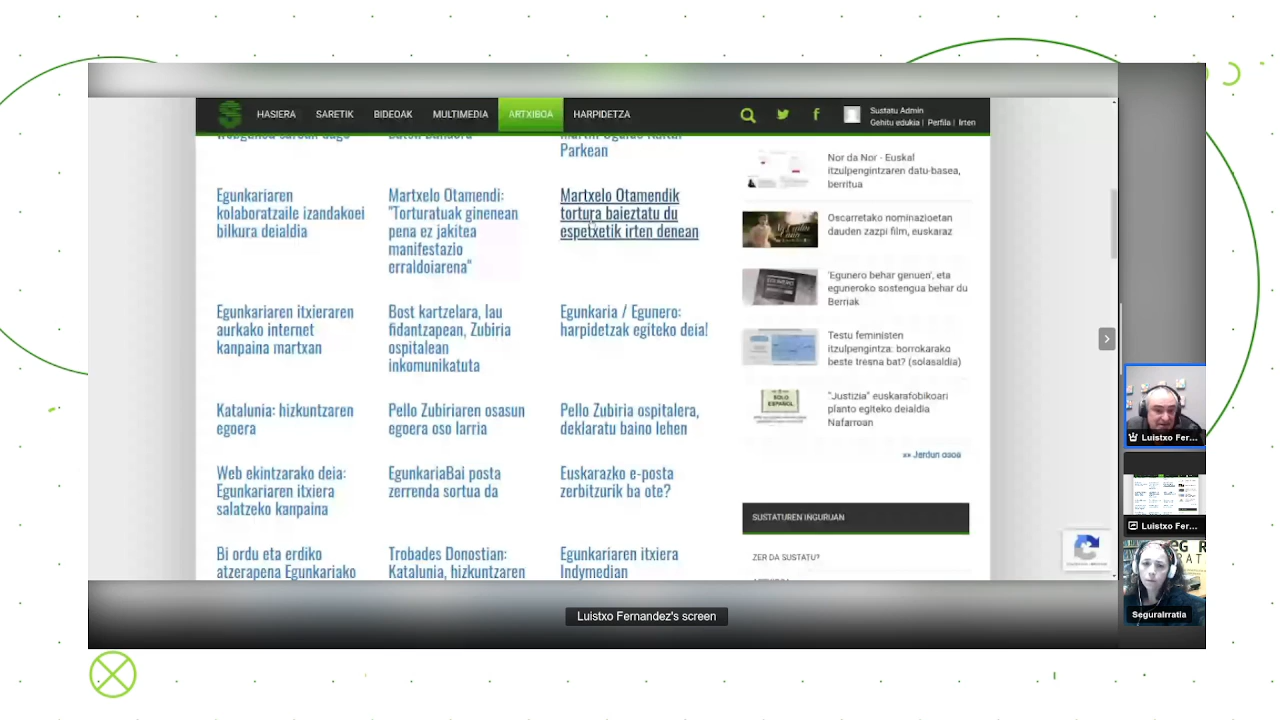 HASIERA SARETIK BIDEOAK MULTIMEDIA ARTXIBOA HARPIDETZA
Sustatu Admin
Gehitu edukia | Perfila | Irten
Parkean
Egunkariaren
kolaboratzaile izandakoei
bilkura deialdia
Martxelo Otamendi:
"Torturatuak ginenean
pena ez jakitea
manifestazio
erraldoiarena"
Martxelo Otamendik
tortura baieztatu du
espetxetik irten denean
Egunkariaren itxieraren
aurkako internet
kanpaina martxan
Bost kartzelara, lau
fidantzapean, Zubiria
ospitalean
inkomunikatuta
Egunkaria / Egunero:
harpidetzak egiteko deia!
Katalunia: hizkuntzaren
egoera
Pello Zubiriaren osasun
egoera oso larria
Pello Zubiria ospitalera,
deklaratu baino lehen
Web ekintzarako deia:
Egunkariaren itxiera
salatzeko kanpaina
EgunkariaBai posta
zerrenda sortua da
Euskarazko e-posta
zerbitzurik ba ote?
Bi ordu eta erdiko
atzerapena Egunkariako
Trobades Donostian:
Katalunia, hizkuntzaren
Egunkariaren itxiera
Indymedian
Nor da Nor - Euskal
itzulpengintzaren datu-basea,
berritua
Oscarretako nominazioetan
dauden zazpi film, euskaraz
'Egunero behar genuen', eta
eguneroko sostengua behar du
Berriak
Testu feministen
itzulpengintza: borrokarako
beste tresna bat? (solasaldia)
SOLO
ESPAÑOL
"Justizia" euskarafobikoari
planto egiteko deialdia
Nafarroan
»» Jardun osoa
SUSTATUREN INGURUAN
ZER DA SUSTATU?
Luistxo Fernandez's screen
Luistxo Fer...
Luistxo Fer...
SeguraIrratia